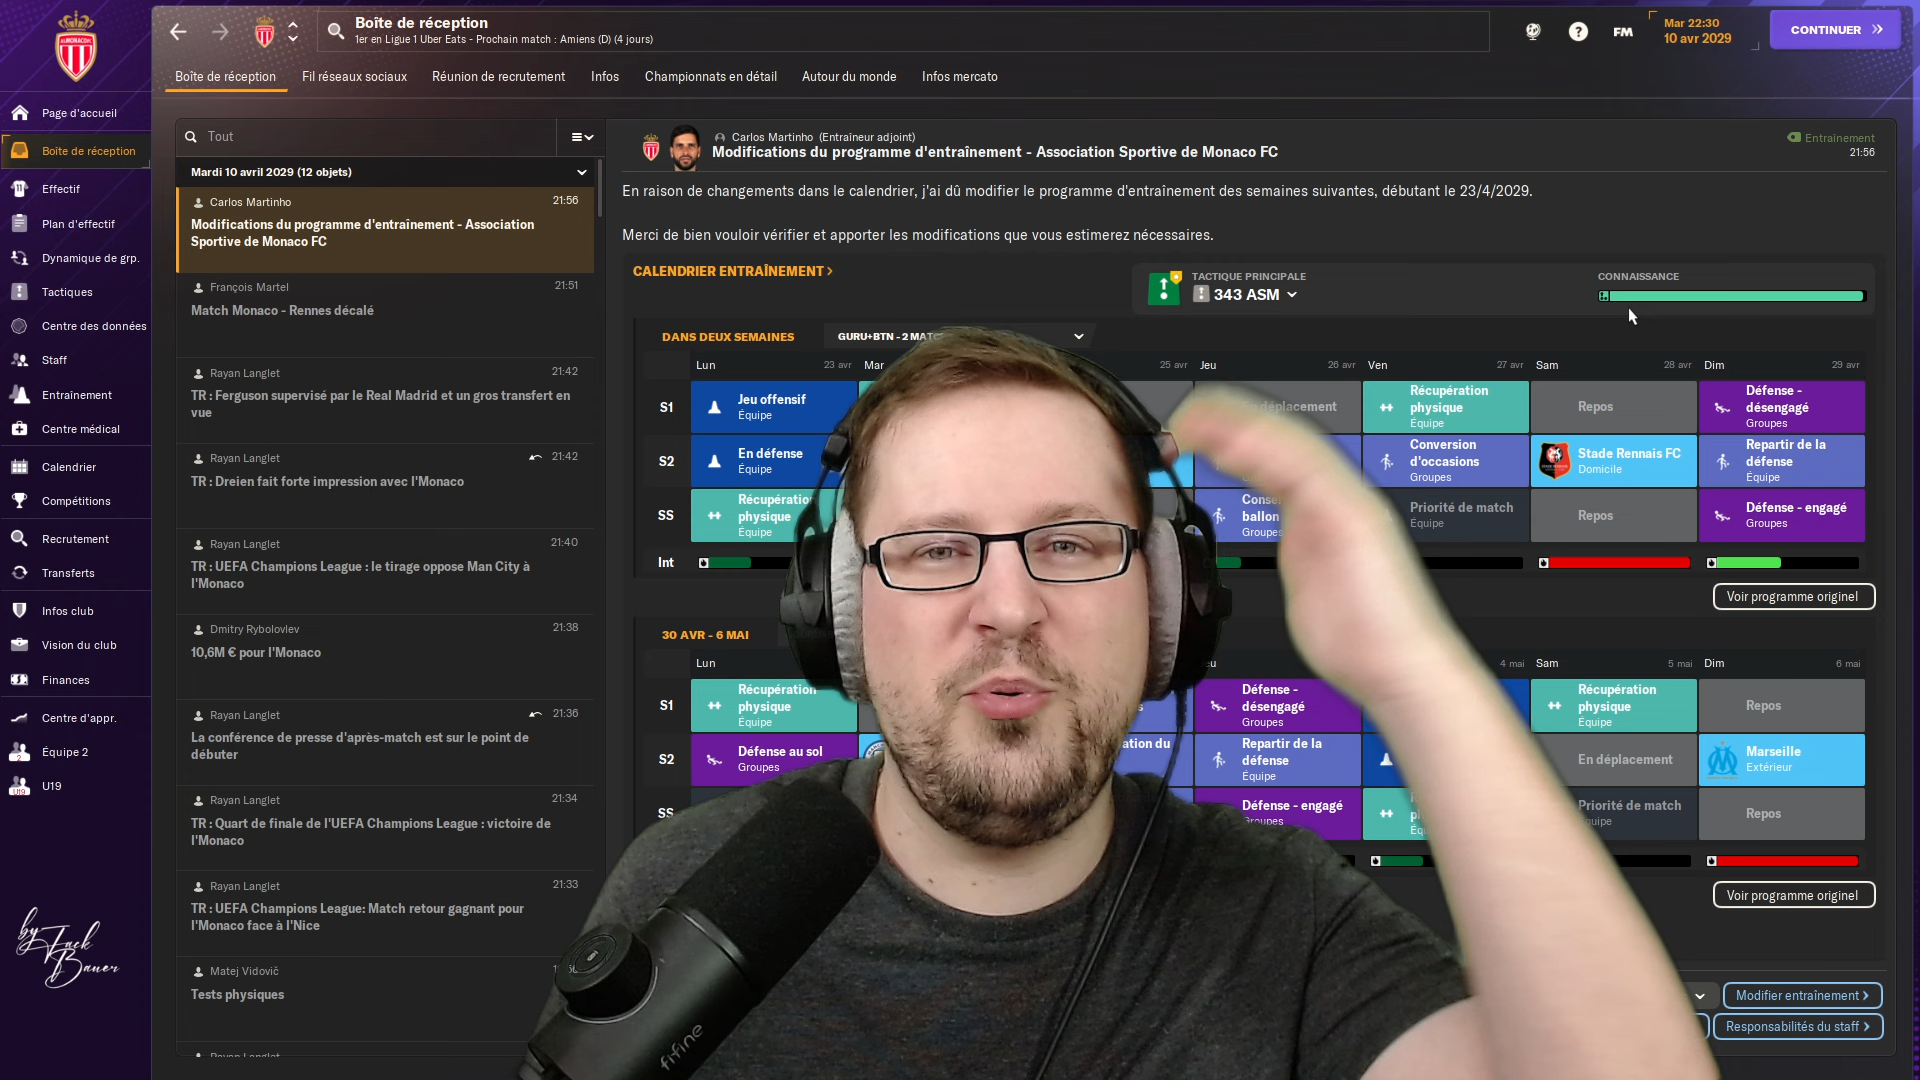 Boîte de réception
1er en Ligue 1 Uber Eats - Prochain match : Amiens (D) (4 jours)
FM
Mar 22:30
10 avr 2029
CONTINUER
Boîte de réception
Fil réseaux sociaux
Réunion de recrutement
Infos
Championnats en détail
Autour du monde
Infos mercato
Page d'accueil
Boîte de réception
Effectif
Plan d'effectif
Dynamique de grp.
Tactiques
Centre des données
Staff
Entraînement
Centre médical
Calendrier
Compétitions
Recrutement
Transferts
Infos club
Vision du club
Finances
Centre d'appr.
Équipe 2
U19
by Jack Bauer
Tout
Mardi 10 avril 2029 (12 objets)
Carlos Martinho
21:56
Modifications du programme d'entraînement - Association
Sportive de Monaco FC
François Martel
21:51
Match Monaco - Rennes décalé
Rayan Langlet
21:42
TR : Ferguson supervisé par le Real Madrid et un gros transfert en
vue
Rayan Langlet
21:42
TR : Dreien fait forte impression avec l'Monaco
Rayan Langlet
21:40
TR : UEFA Champions League : le tirage oppose Man City à
l'Monaco
Dmitry Rybolovlev
21:38
10,6M € pour l'Monaco
Rayan Langlet
21:36
La conférence de presse d'après-match est sur le point de
débuter
Rayan Langlet
21:34
TR : Quart de finale de l'UEFA Champions League : victoire de
l'Monaco
Rayan Langlet
21:33
TR : UEFA Champions League: Match retour gagnant pour
l'Monaco face à l'Nice
Matej Vidovič
Tests physiques
Rayan Langlet
Carlos Martinho (Entraîneur adjoint)
Modifications du programme d'entraînement - Association Sportive de Monaco FC
Entraînement
21:56
En raison de changements dans le calendrier, j'ai dû modifier le programme d'entraînement des semaines suivantes, débutant le 23/4/2029.
Merci de bien vouloir vérifier et apporter les modifications que vous estimerez nécessaires.
CALENDRIER ENTRAÎNEMENT
TACTIQUE PRINCIPALE
343 ASM
CONNAISSANCE
DANS DEUX SEMAINES
GURU+BTN - 2
Lun 23 avr
Mar
25 avr
Jeu 26 avr
Ven 27 avr
Sam 28 avr
Dim 29 avr
S1
Jeu offensif
Équipe
déplacement
Récupération
physique
Équipe
Repos
Défense -
désengagé
Groupes
S2
En défense
Équipe
Conversion
d'occasions
Groupes
Stade Rennais FC
Domicile
Repartir de la
défense
Équipe
SS
Récupération
physique
Équipe
ballon
Groupes
Priorité de match
Équipe
Repos
Défense - engagé
Groupes
Int
Voir programme originel
30 AVR - 6 MAI
Lun
4 mai
Sam 5 mai
Dim 6 mai
S1
Récupération
physique
Équipe
Défense -
désengagé
Groupes
Récupération
physique
Équipe
Repos
S2
Défense au sol
Groupes
Repartir de la
défense
Équipe
En déplacement
Marseille
Extérieur
SS
Défense - engagé
Groupes
Priorité de match
Repos
Voir programme originel
Modifier entraînement
Responsabilités du staff
fifine